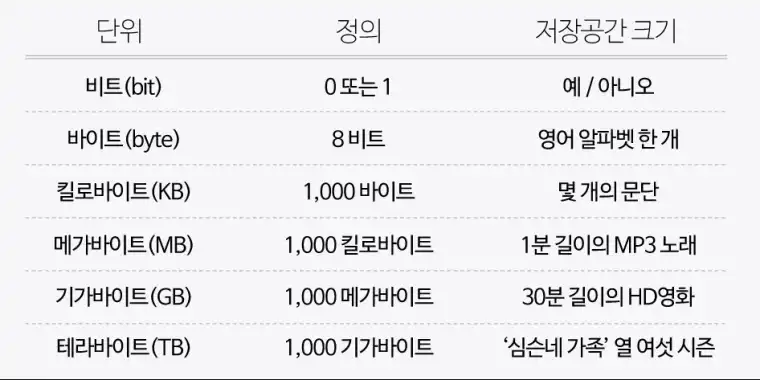 단위 정의 저장공간 크기
비트(bit) 0 또는 1 예 / 아니오
바이트(byte) 8 비트 영어 알파벳 한 개
킬로바이트(KB) 1,000 바이트 몇 개의 문단
메가바이트(MB) 1,000 킬로바이트 1분 길이의 MP3 노래
기가바이트(GB) 1,000 메가바이트 30분 길이의 HD영화
테라바이트(TB) 1,000 기가바이트 ‘심슨네 가족’ 열 여섯 시즌